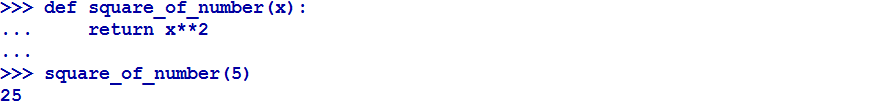 >>> def square_of_number(x):
...     return x**2
...
>>> square_of_number(5)
25